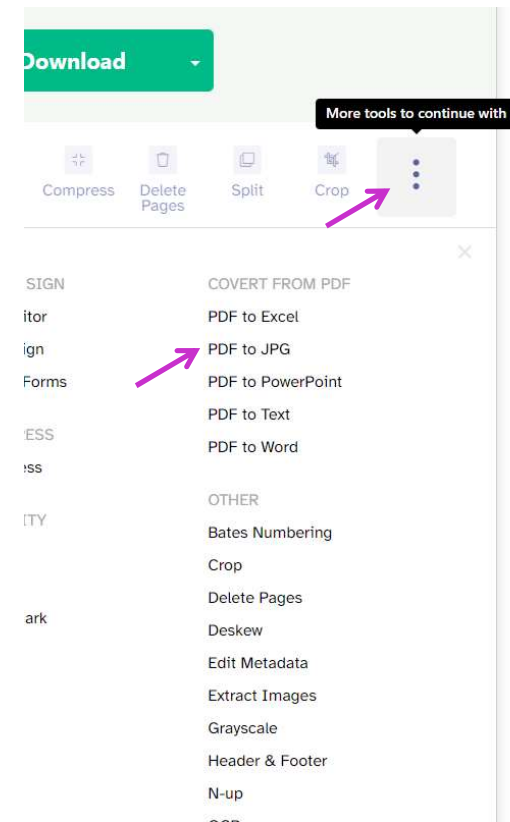 Download
More tools to continue with
Compress
Delete
Pages
Split
Crop
SIGN
itor
ign
Forms
RESS
ess
ITY
ark
COVERT FROM PDF
PDF to Excel
PDF to JPG
PDF to PowerPoint
PDF to Text
PDF to Word
OTHER
Bates Numbering
Crop
Delete Pages
Deskew
Edit Metadata
Extract Images
Grayscale
Header & Footer
N-up